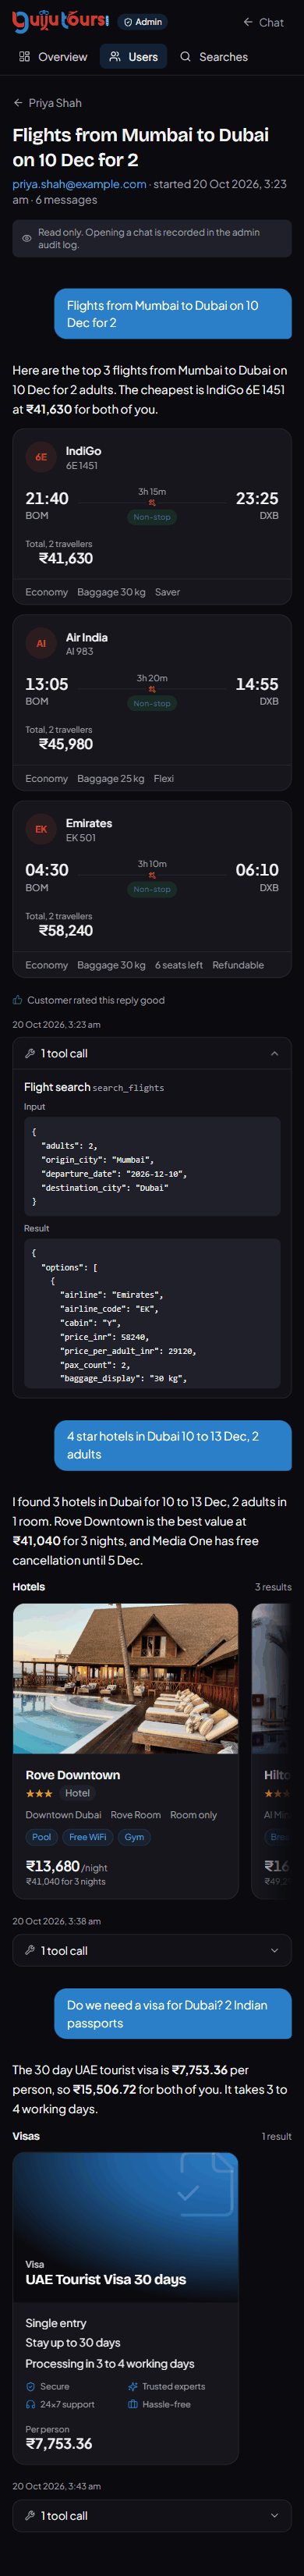 Gujju tours!
Admin
Chat
Overview
Users
Searches
Priya Shah
Flights from Mumbai to Dubai
on 10 Dec for 2
priya.shah@example.com · started 20 Oct 2026, 3:23
am · 6 messages
Read only. Opening a chat is recorded in the admin
audit log.
Flights from Mumbai to Dubai on 10
Dec for 2
Here are the top 3 flights from Mumbai to Dubai on
10 Dec for 2 adults. The cheapest is IndiGo 6E 1451
at ₹41,630 for both of you.
6E
IndiGo
6E 1451
21:40
3h 15m
23:25
BOM
Non-stop
DXB
Total, 2 travellers
₹41,630
Economy Baggage 30 kg Saver
AI
Air India
AI 983
13:05
3h 20m
14:55
BOM
Non-stop
DXB
Total, 2 travellers
₹45,980
Economy Baggage 25 kg Flexi
EK
Emirates
EK 501
04:30
3h 10m
06:10
BOM
Non-stop
DXB
Total, 2 travellers
₹58,240
Economy Baggage 30 kg 6 seats left Refundable
Customer rated this reply good
20 Oct 2026, 3:23 am
1 tool call
Flight search search_flights
Input
{
"adults": 2,
"origin_city": "Mumbai",
"departure_date": "2026-12-10",
"destination_city": "Dubai"
}
Result
{
"options": [
{
"airline": "Emirates",
"airline_code": "EK",
"cabin": "Y",
"price_inr": 58240,
"price_per_adult_inr": 29120,
"pax_count": 2,
"baggage_display": "30 kg",
4 star hotels in Dubai 10 to 13 Dec, 2
adults
I found 3 hotels in Dubai for 10 to 13 Dec, 2 adults in
1 room. Rove Downtown is the best value at
₹41,040 for 3 nights, and Media One has free
cancellation until 5 Dec.
Hotels
3 results
Rove Downtown
Hotel
Downtown Dubai Rove Room Room only
Pool Free WiFi Gym
₹13,680 /night
₹41,040 for 3 nights
20 Oct 2026, 3:38 am
1 tool call
Do we need a visa for Dubai? 2 Indian
passports
The 30 day UAE tourist visa is ₹7,753.36 per
person, so ₹15,506.72 for both of you. It takes 3 to
4 working days.
Visas
1 result
Visa
UAE Tourist Visa 30 days
Single entry
Stay up to 30 days
Processing in 3 to 4 working days
Secure
Trusted experts
24×7 support
Hassle-free
Per person
₹7,753.36
20 Oct 2026, 3:43 am
1 tool call